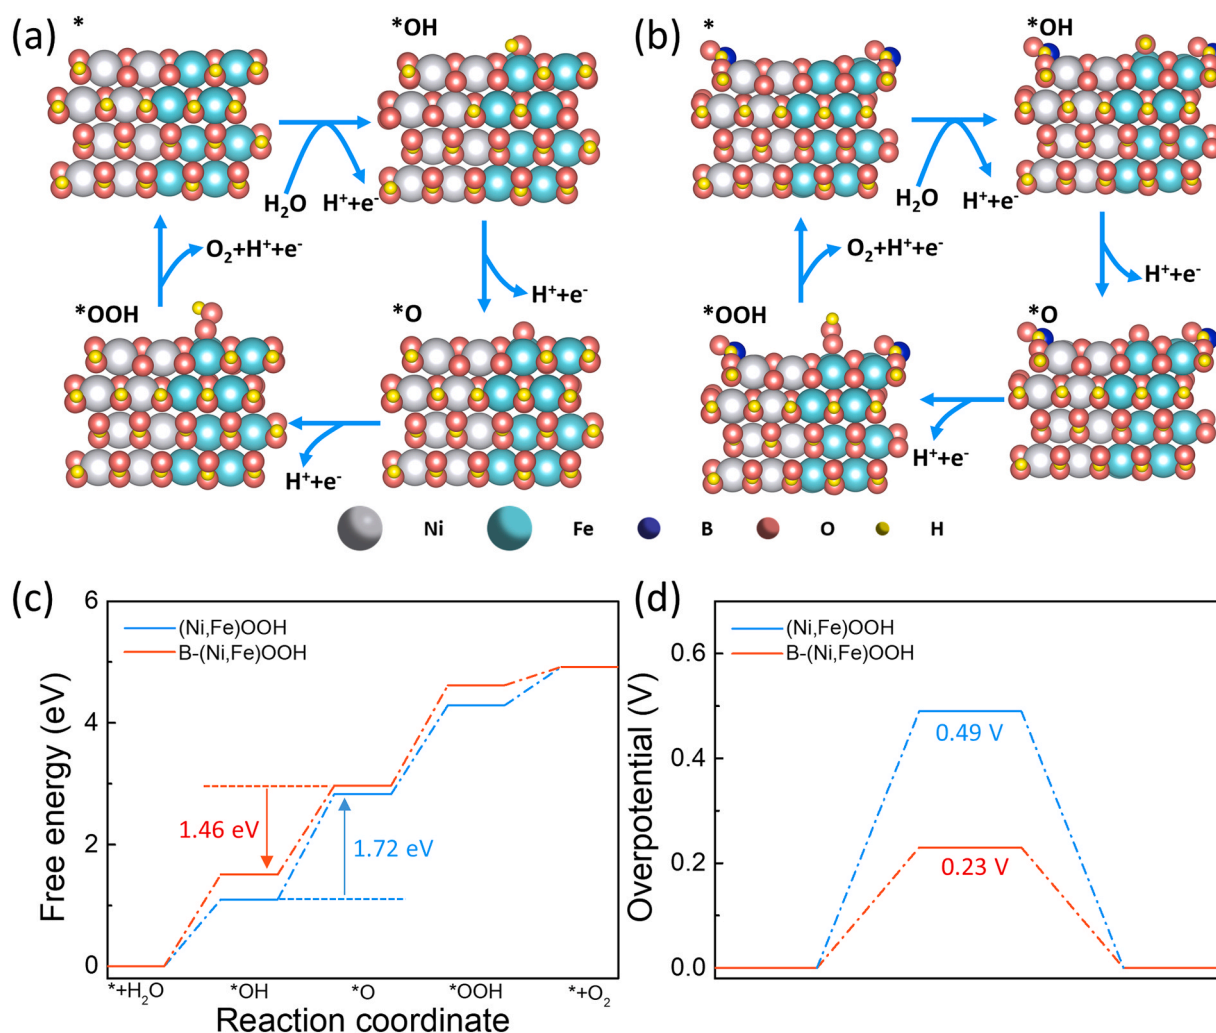 (a)
*
*OH
H₂O
H⁺+e⁻
O₂+H⁺+e⁻
H⁺+e⁻
*OOH
*O
H⁺+e⁻
(b)
*
*OH
H₂O
H⁺+e⁻
O₂+H⁺+e⁻
H⁺+e⁻
*OOH
*O
H⁺+e⁻
Ni Fe B O H
(c)
Free energy (eV)
6
4
2
0
(Ni,Fe)OOH
B-(Ni,Fe)OOH
1.46 eV
1.72 eV
*+H₂O *OH *O *OOH *+O₂
Reaction coordinate
(d)
Overpotential (V)
0.6
0.4
0.2
0.0
(Ni,Fe)OOH
B-(Ni,Fe)OOH
0.49 V
0.23 V